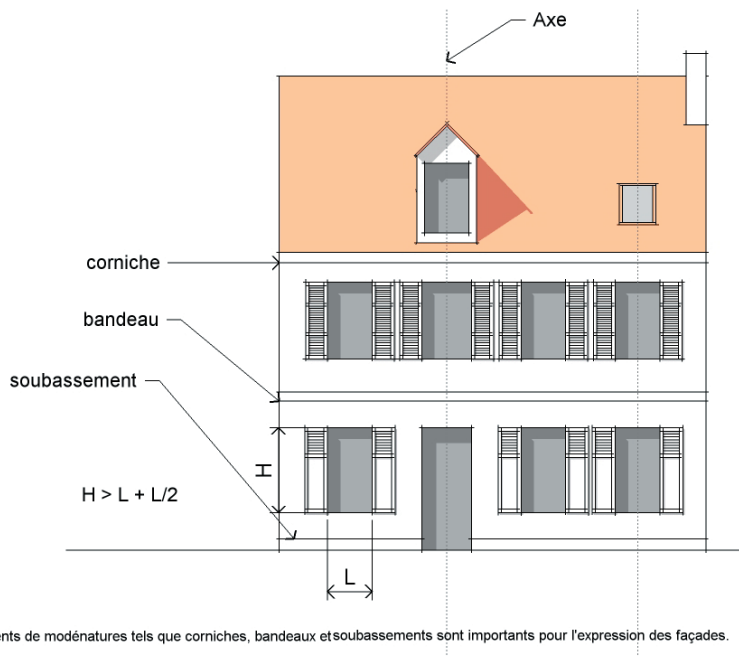 Axe
corniche
bandeau
soubassement
H
H > L + L/2
L
de modénatures tels que corniches, bandeaux et soubassements sont importants pour l'expression des façades.